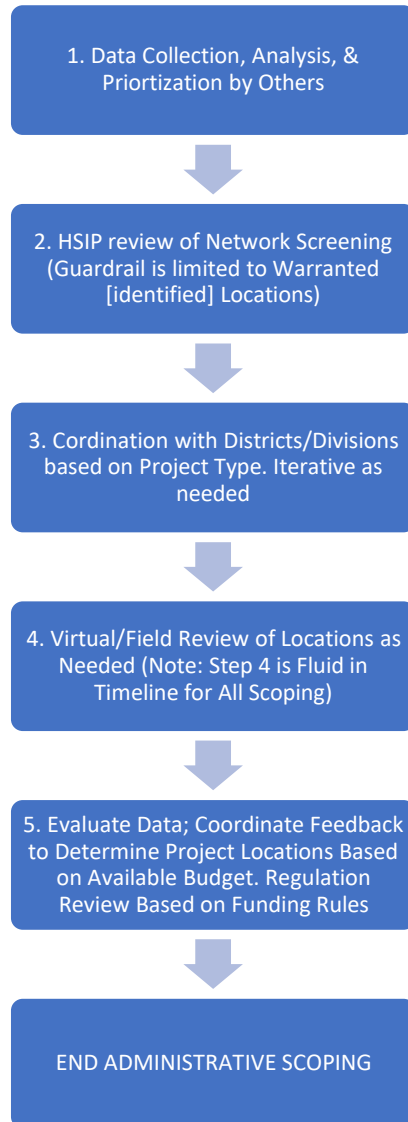 1. Data Collection, Analysis, &
Priortization by Others
2. HSIP review of Network Screening
(Guardrail is limited to Warranted
[identified] Locations)
3. Cordination with Districts/Divisions
based on Project Type. Iterative as
needed
4. Virtual/Field Review of Locations as
Needed (Note: Step 4 is Fluid in
Timeline for All Scoping)
5. Evaluate Data; Coordinate Feedback
to Determine Project Locations Based
on Available Budget. Regulation
Review Based on Funding Rules
END ADMINISTRATIVE SCOPING